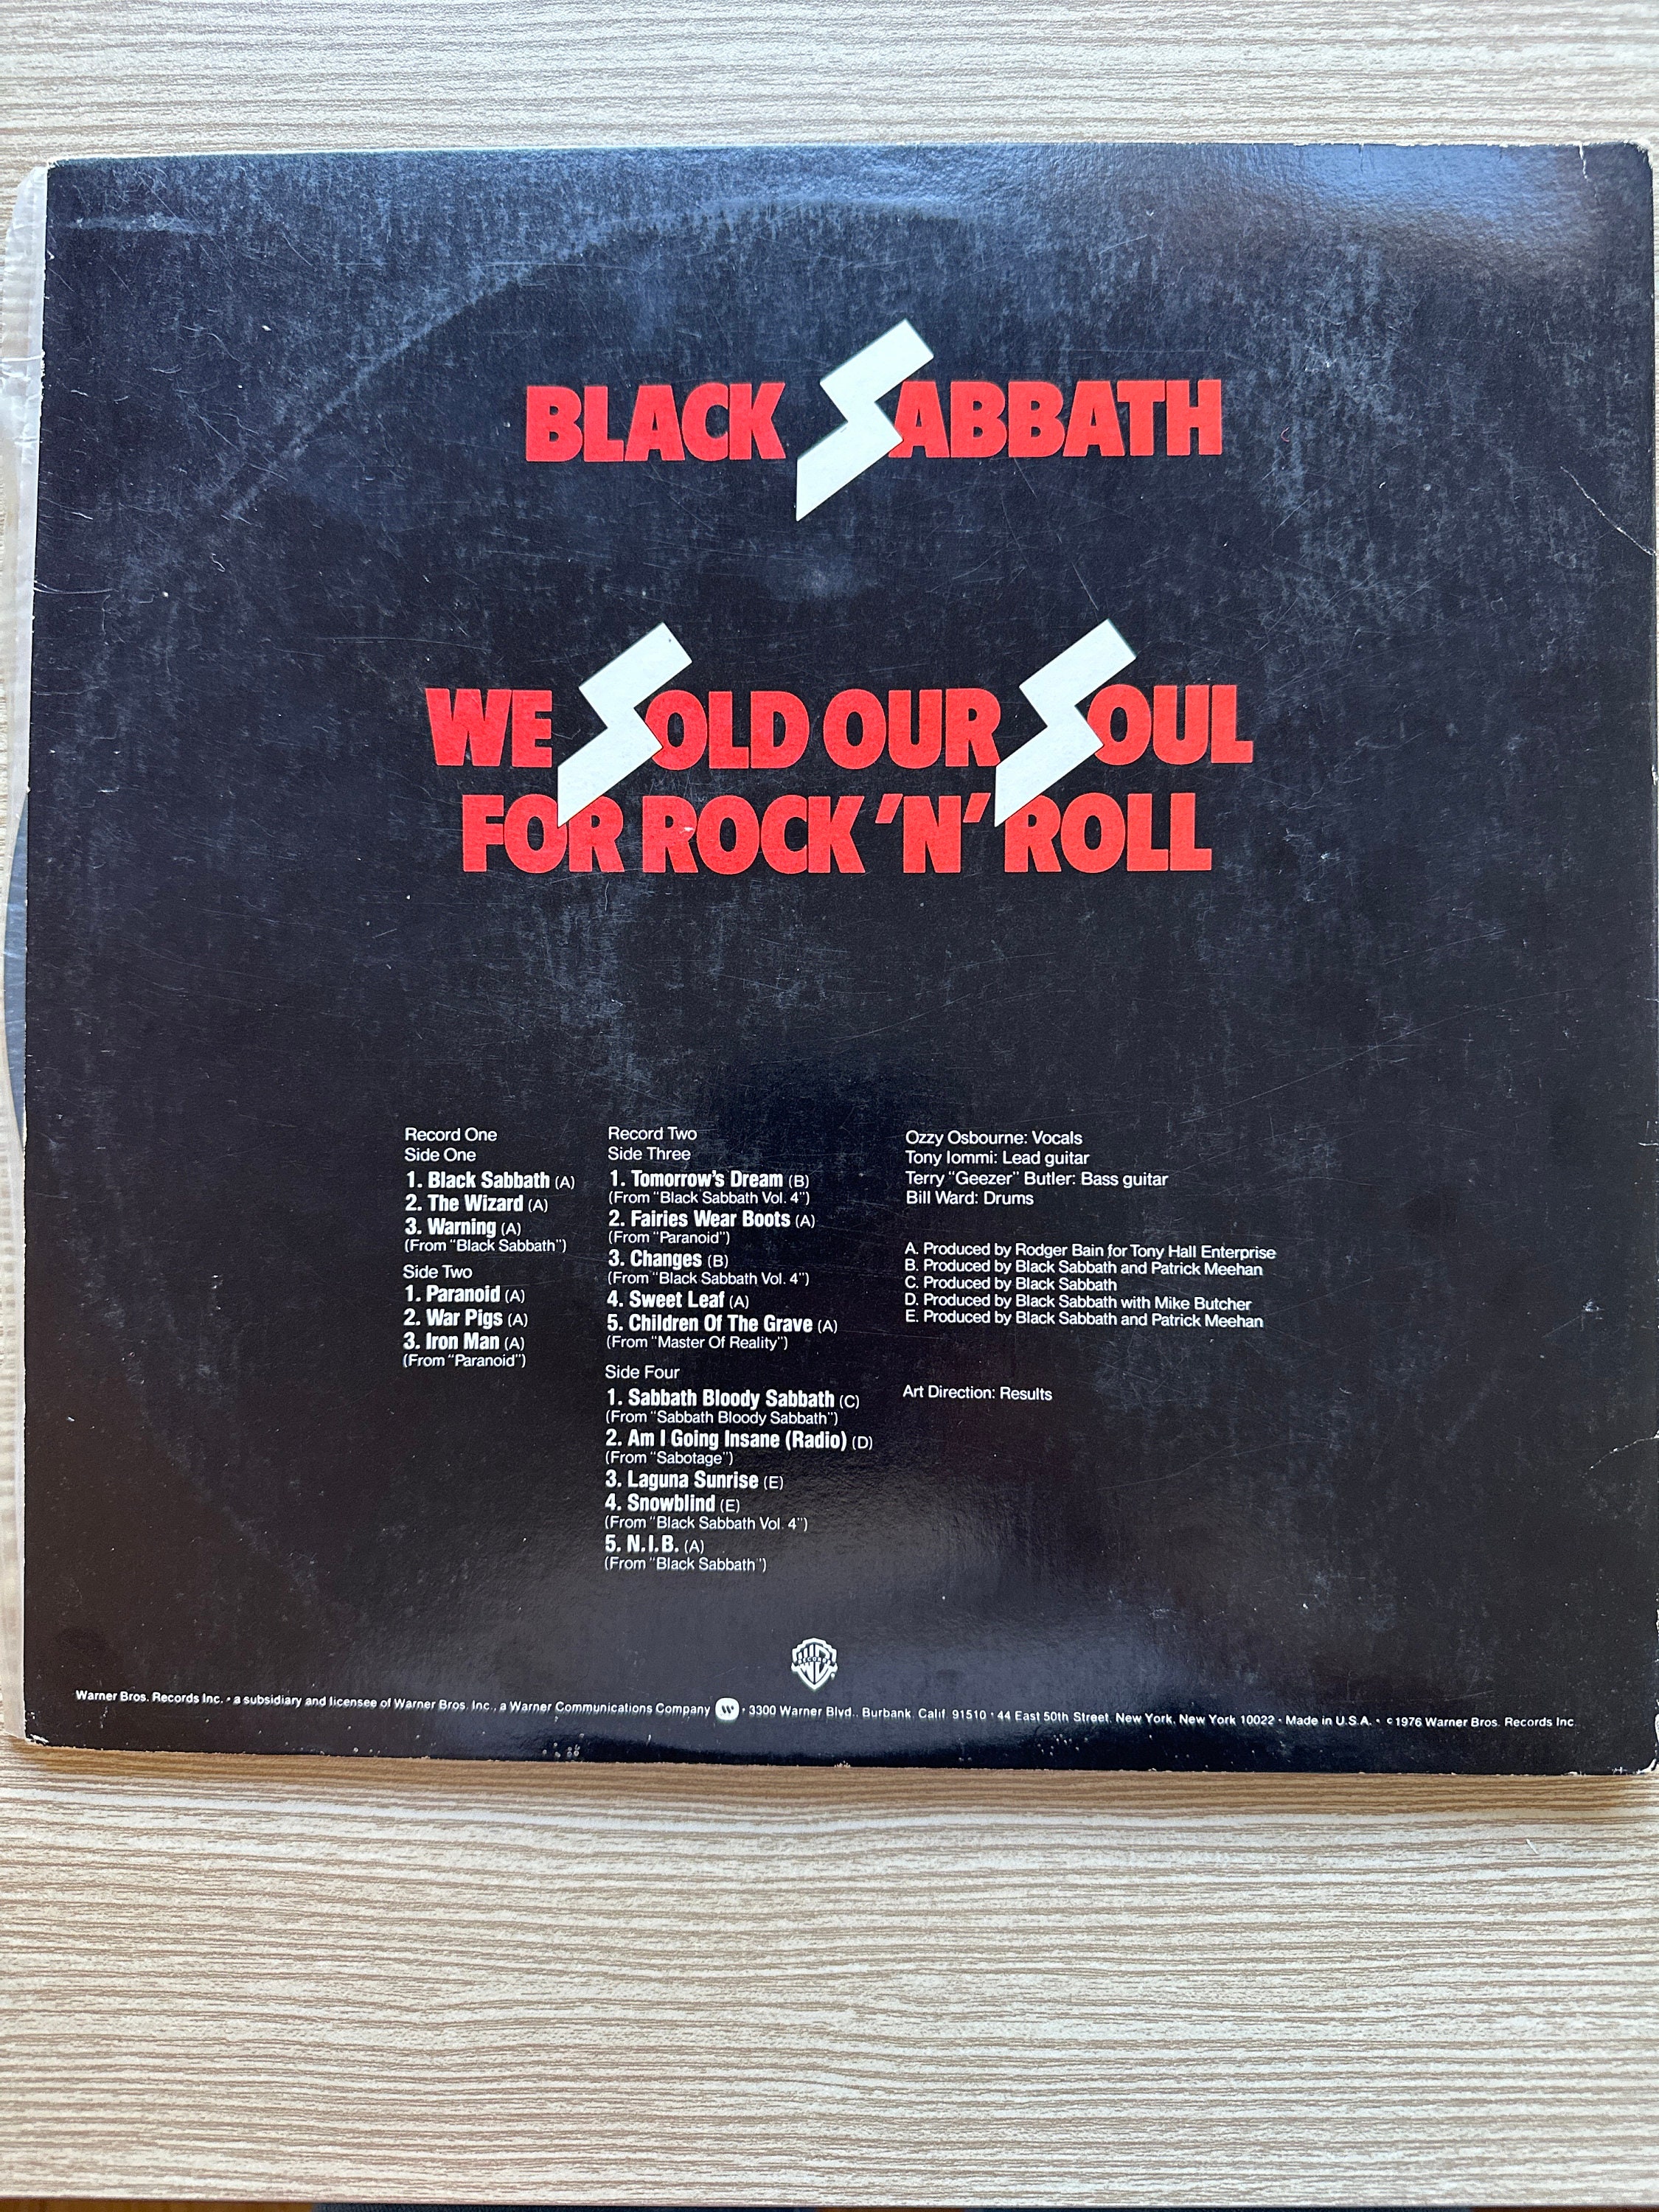 BLACK SABBATH
WE SOLD OUR SOUL
FOR ROCK 'N' ROLL
Record One
Side One
1. Black Sabbath (A)
2. The Wizard (A)
3. Warning (A)
(From "Black Sabbath")
Side Two
1. Paranoid (A)
2. War Pigs (A)
3. Iron Man (A)
(From "Paranoid")
Record Two
Side Three
1. Tomorrow's Dream (B)
(From "Black Sabbath Vol. 4")
2. Fairies Wear Boots (A)
(From "Paranoid")
3. Changes (B)
(From "Black Sabbath Vol. 4")
4. Sweet Leaf (A)
5. Children Of The Grave (A)
(From "Master Of Reality")
Side Four
1. Sabbath Bloody Sabbath (C)
(From "Sabbath Bloody Sabbath")
2. Am I Going Insane (Radio) (D)
(From "Sabotage")
3. Laguna Sunrise (E)
4. Snowblind (E)
(From "Black Sabbath Vol. 4")
5. N.I.B. (A)
(From "Black Sabbath")
Ozzy Osbourne: Vocals
Tony Iommi: Lead guitar
Terry "Geezer" Butler: Bass guitar
Bill Ward: Drums
A. Produced by Rodger Bain for Tony Hall Enterprise
B. Produced by Black Sabbath and Patrick Meehan
C. Produced by Black Sabbath
D. Produced by Black Sabbath with Mike Butcher
E. Produced by Black Sabbath and Patrick Meehan
Art Direction: Results
WB RECORDS
Warner Bros. Records Inc. • a subsidiary and licensee of Warner Bros. Inc., a Warner Communications Company W • 3300 Warner Blvd., Burbank, Calif. 91510 • 44 East 50th Street, New York, New York 10022 • Made in U.S.A. • ©1976 Warner Bros. Records Inc.